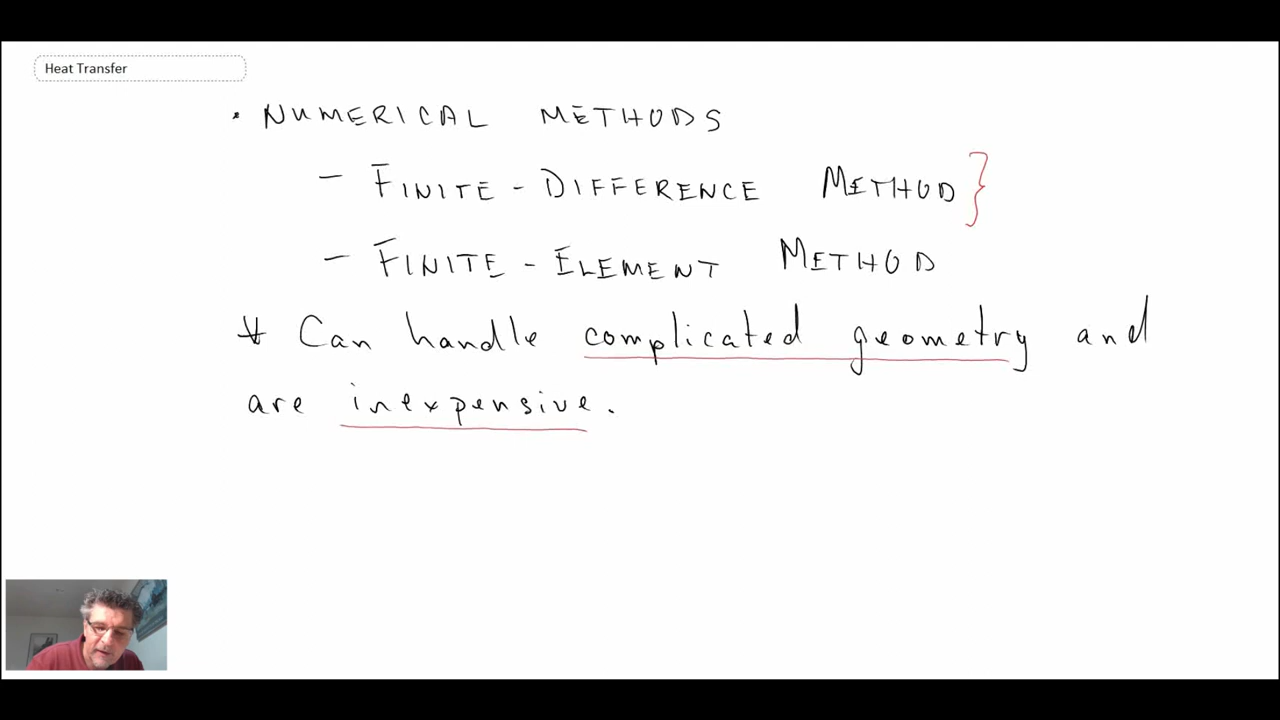 Heat Transfer
• NUMERICAL METHODS
- FINITE-DIFFERENCE METHOD }
- FINITE-ELEMENT METHOD
* Can handle complicated geometry and
are inexpensive.